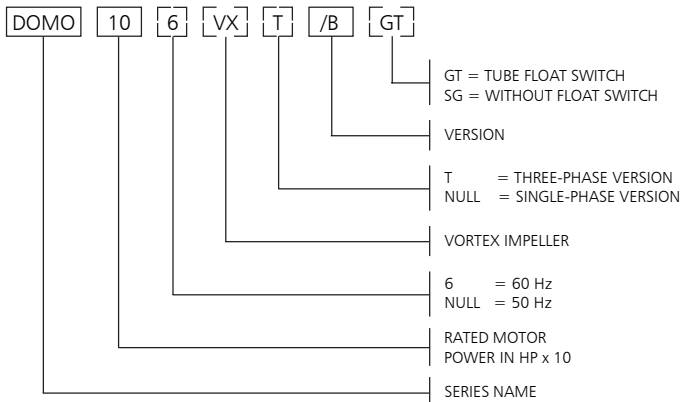 DOMO 10 6 VX T /B GT
GT = TUBE FLOAT SWITCH
SG = WITHOUT FLOAT SWITCH
VERSION
T = THREE-PHASE VERSION
NULL = SINGLE-PHASE VERSION
VORTEX IMPELLER
6 = 60 Hz
NULL = 50 Hz
RATED MOTOR
POWER IN HP x 10
SERIES NAME